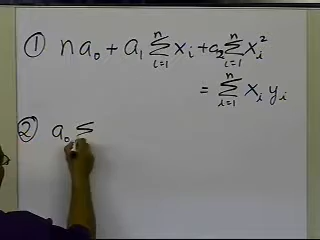 ① na₀ + a₁ ∑ᵢ₌₁ⁿ xᵢ + a₂ ∑ᵢ₌₁ⁿ xᵢ²
= ∑ᵢ₌₁ⁿ xᵢ yᵢ
② a₀ ∑